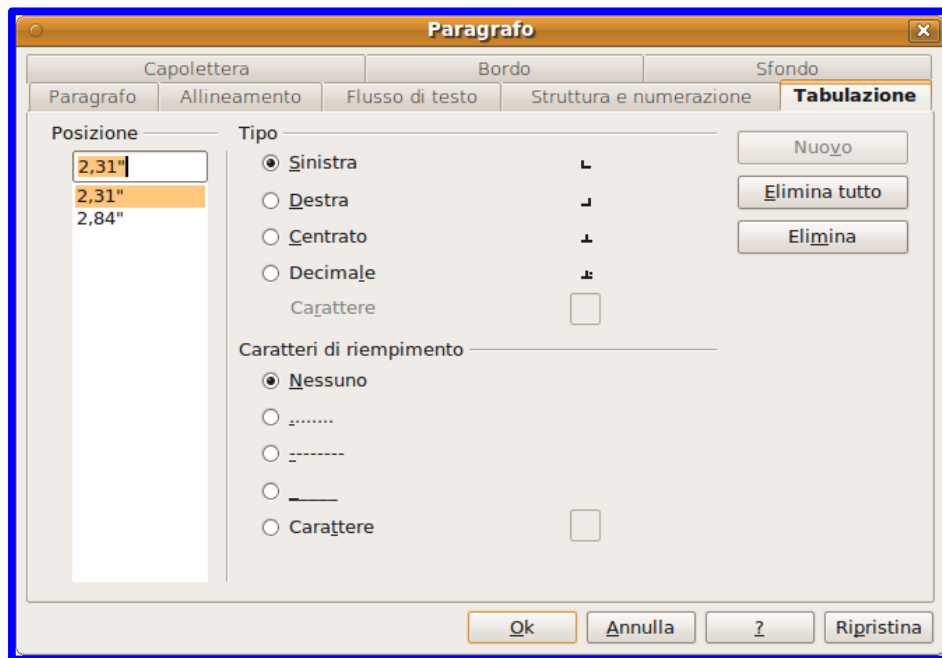 Paragrafo
Capolettera Bordo Sfondo
Paragrafo Allineamento Flusso di testo Struttura e numerazione Tabulazione
Posizione
2,31"
2,31"
2,84"
Tipo
Sinistra
Destra
Centrato
Decimale
Carattere
Caratteri di riempimento
Nessuno
........
--------
______
Carattere
Nuovo
Elimina tutto
Elimina
Ok Annulla ? Ripristina